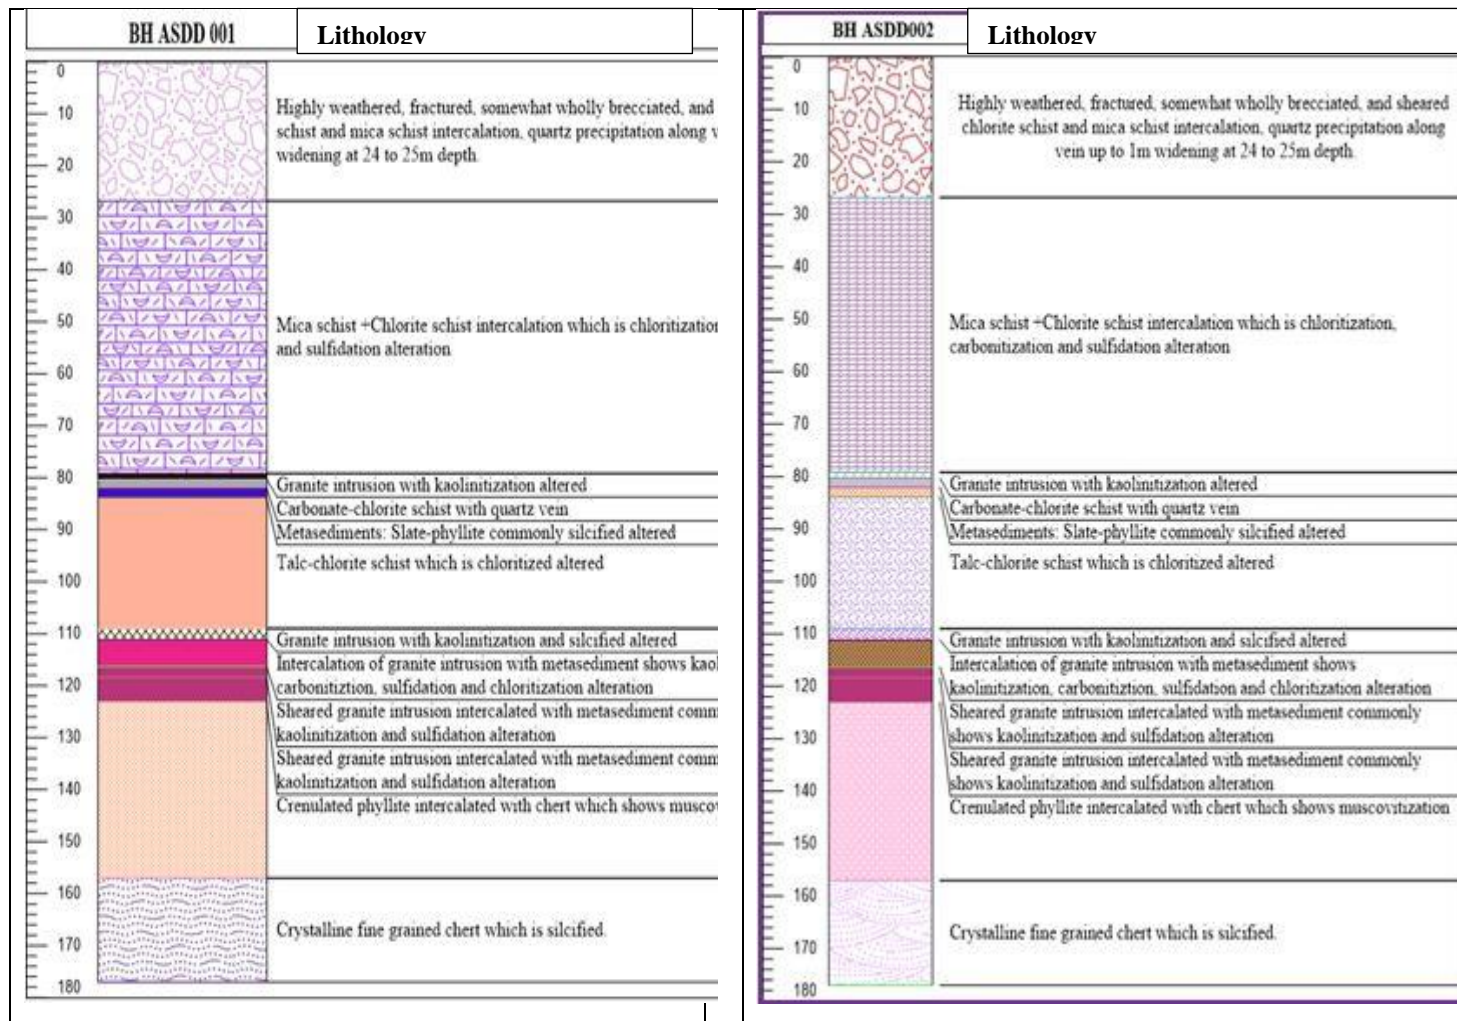 BH ASDD 001
Lithology
0
10
20
30
40
50
60
70
80
90
100
110
120
130
140
150
160
170
180
Highly weathered, fractured, somewhat wholly brecciated, and
schist and mica schist intercalation, quartz precipitation along
widening at 24 to 25m depth.
Mica schist +Chlorite schist intercalation which is chloritization
and sulfidation alteration
Granite intrusion with kaolinitization altered
Carbonate-chlorite schist with quartz vein
Metasediments: Slate-phyllite commonly silcified altered
Talc-chlorite schist which is chloritized altered
Granite intrusion with kaolinitization and silcified altered
Intercalation of granite intrusion with metasediment shows kaol
carbonitiztion, sulfidation and chloritization alteration
Sheared granite intrusion intercalated with metasediment comm
kaolinitization and sulfidation alteration
Sheared granite intrusion intercalated with metasediment comm
kaolinitization and sulfidation alteration
Crenulated phyllite intercalated with chert which shows muscov
Crystalline fine grained chert which is silcified.
BH ASDD002
Lithology
0
10
20
30
40
50
60
70
80
90
100
110
120
130
140
150
160
170
180
Highly weathered, fractured, somewhat wholly brecciated, and sheared
chlorite schist and mica schist intercalation, quartz precipitation along
vein up to 1m widening at 24 to 25m depth.
Mica schist +Chlorite schist intercalation which is chloritization,
carbonitization and sulfidation alteration
Granite intrusion with kaolinitization altered
Carbonate-chlorite schist with quartz vein
Metasediments: Slate-phyllite commonly silcified altered
Talc-chlorite schist which is chloritized altered
Granite intrusion with kaolinitization and silcified altered
Intercalation of granite intrusion with metasediment shows
kaolinitization, carbonitiztion, sulfidation and chloritization alteration
Sheared granite intrusion intercalated with metasediment commonly
shows kaolinitization and sulfidation alteration
Sheared granite intrusion intercalated with metasediment commonly
shows kaolinitization and sulfidation alteration
Crenulated phyllite intercalated with chert which shows muscovitization
Crystalline fine grained chert which is silcified.